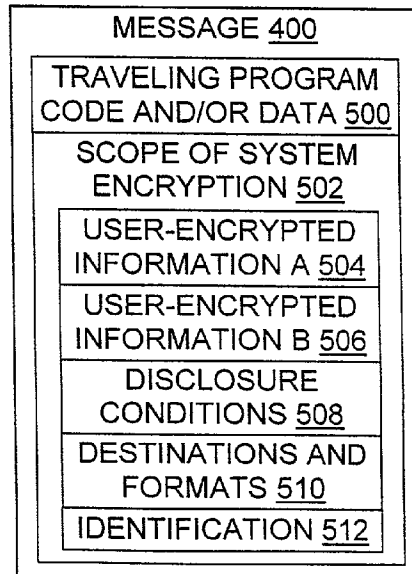 MESSAGE 400
TRAVELING PROGRAM
CODE AND/OR DATA 500
SCOPE OF SYSTEM
ENCRYPTION 502
USER-ENCRYPTED
INFORMATION A 504
USER-ENCRYPTED
INFORMATION B 506
DISCLOSURE
CONDITIONS 508
DESTINATIONS AND
FORMATS 510
IDENTIFICATION 512